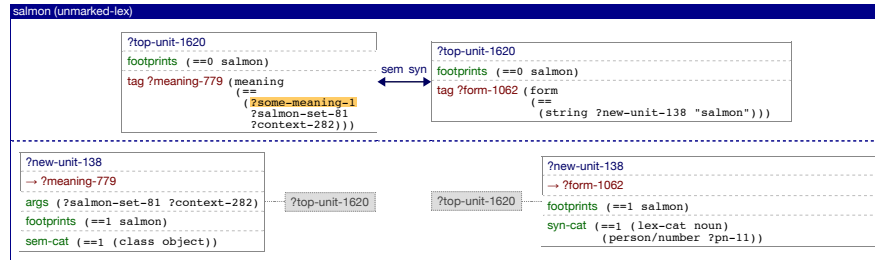 salmon (unmarked-lex)
?top-unit-1620
footprints (==0 salmon)
tag ?meaning-779 (meaning
(==
(?some-meaning-1
?salmon-set-81
?context-282)))
sem syn
?top-unit-1620
footprints (==0 salmon)
tag ?form-1062 (form
(==
(string ?new-unit-138 "salmon")))
?new-unit-138
→ ?meaning-779
args (?salmon-set-81 ?context-282)
footprints (==1 salmon)
sem-cat (==1 (class object))
?top-unit-1620
?top-unit-1620
?new-unit-138
→ ?form-1062
footprints (==1 salmon)
syn-cat (==1 (lex-cat noun)
(person/number ?pn-11))